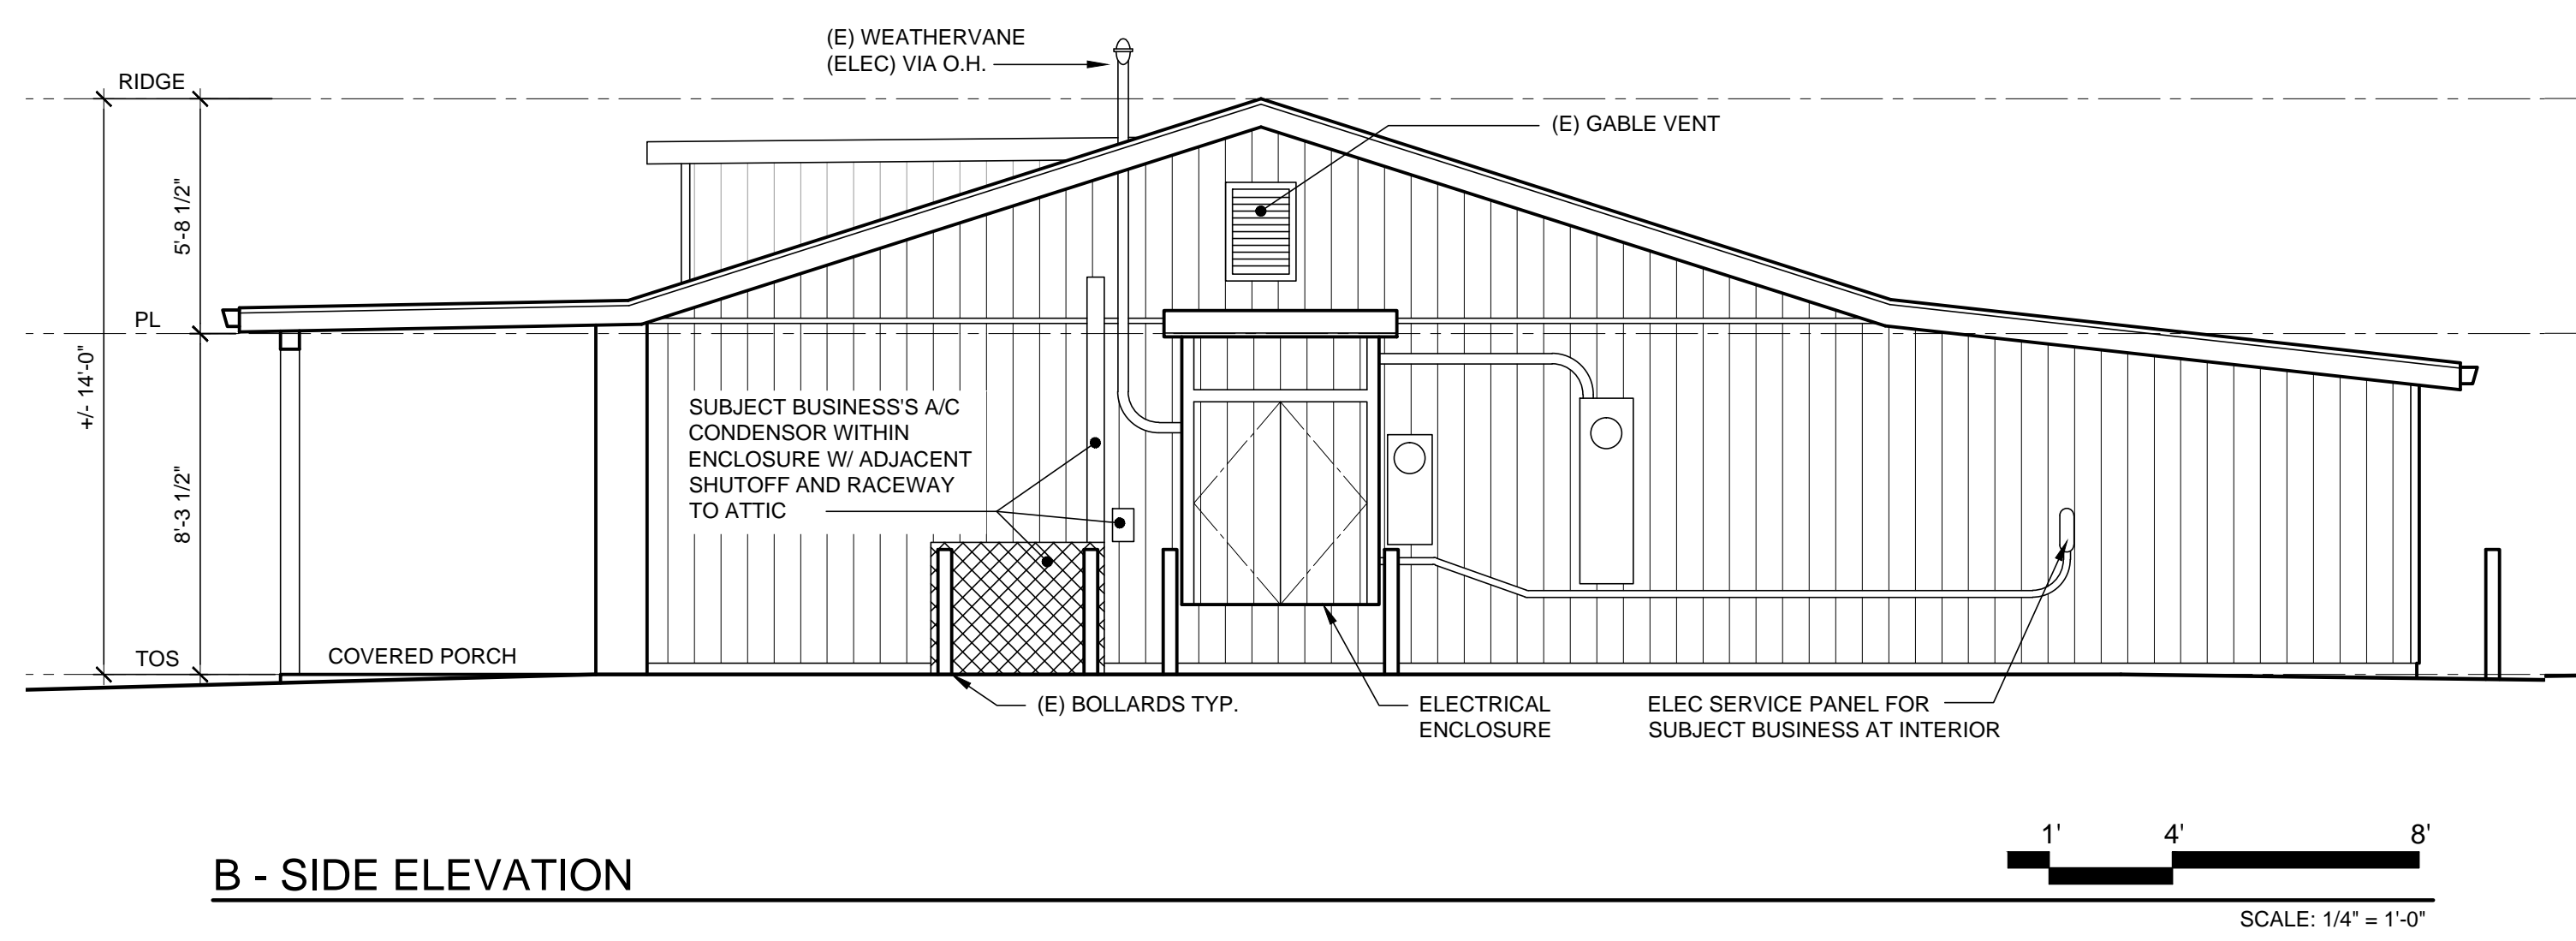 (E) WEATHERVANE
(ELEC) VIA O.H.
RIDGE
(E) GABLE VENT
5'-8 1/2"
PL
+/- 14'-0"
8'-3 1/2"
SUBJECT BUSINESS'S A/C
CONDENSOR WITHIN
ENCLOSURE W/ ADJACENT
SHUTOFF AND RACEWAY
TO ATTIC
TOS
COVERED PORCH
(E) BOLLARDS TYP.
ELECTRICAL
ENCLOSURE
ELEC SERVICE PANEL FOR
SUBJECT BUSINESS AT INTERIOR
1' 4' 8'
B - SIDE ELEVATION
SCALE: 1/4" = 1'-0"